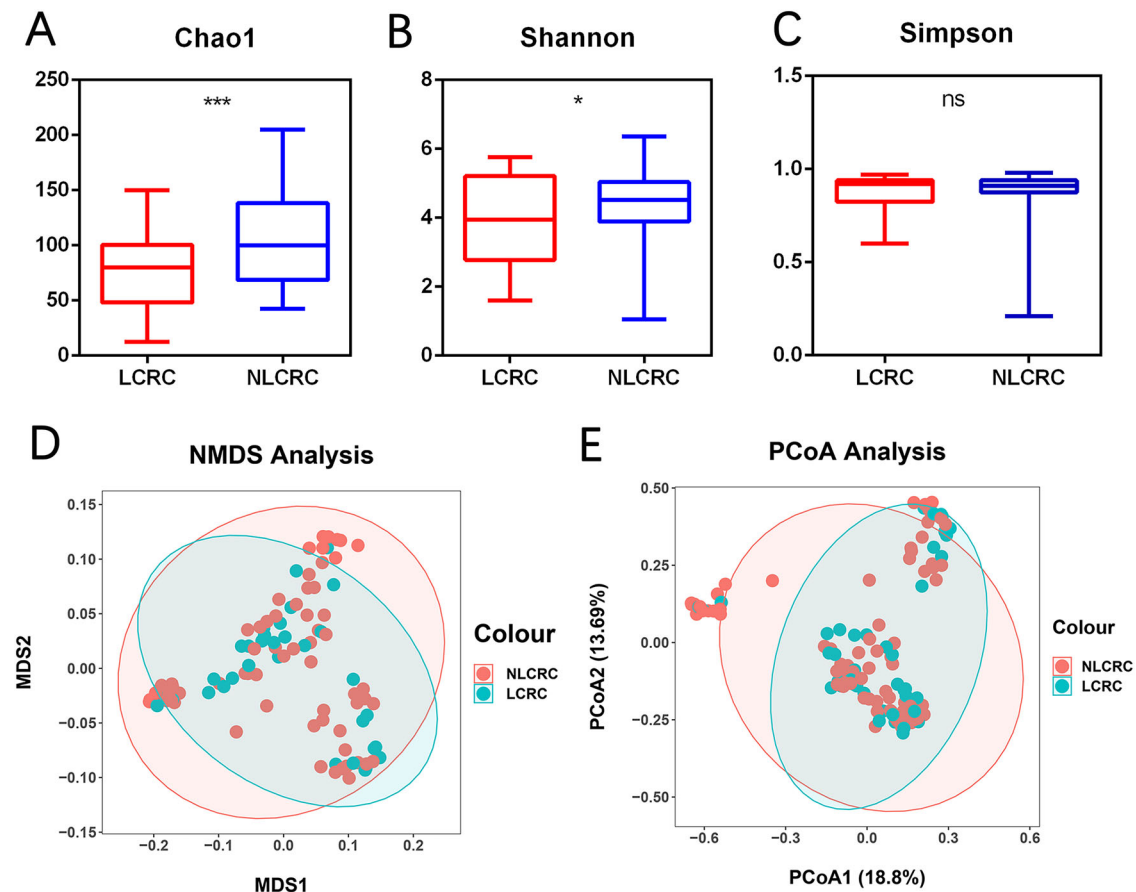 A
Chao1
250
200
150
100
50
0
***
LCRC
NLCRC
B
Shannon
8
6
4
2
0
*
LCRC
NLCRC
C
Simpson
1.5
1.0
0.5
0.0
ns
LCRC
NLCRC
D
NMDS Analysis
MDS2
0.15
0.10
0.05
0.00
−0.05
−0.10
−0.15
−0.2
−0.1
0.0
0.1
0.2
MDS1
Colour
NLCRC
LCRC
E
PCoA Analysis
PCoA2 (13.69%)
0.50
0.25
0.00
−0.25
−0.50
−0.6
−0.3
0.0
0.3
0.6
PCoA1 (18.8%)
Colour
NLCRC
LCRC